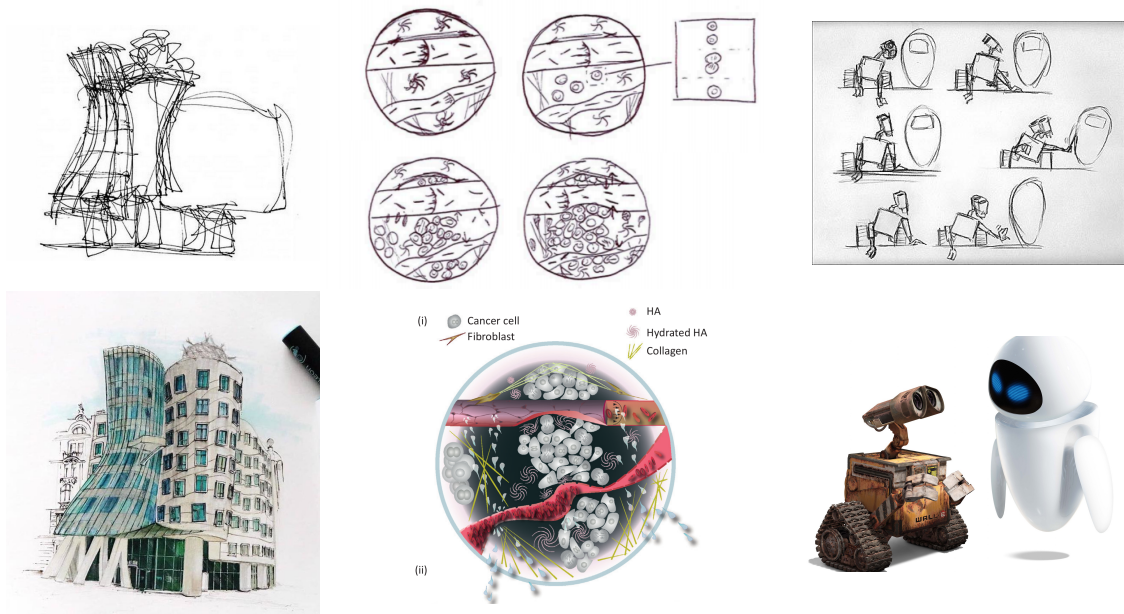 (i)
Cancer cell
Fibroblast
HA
Hydrated HA
Collagen
(ii)
WALL•E